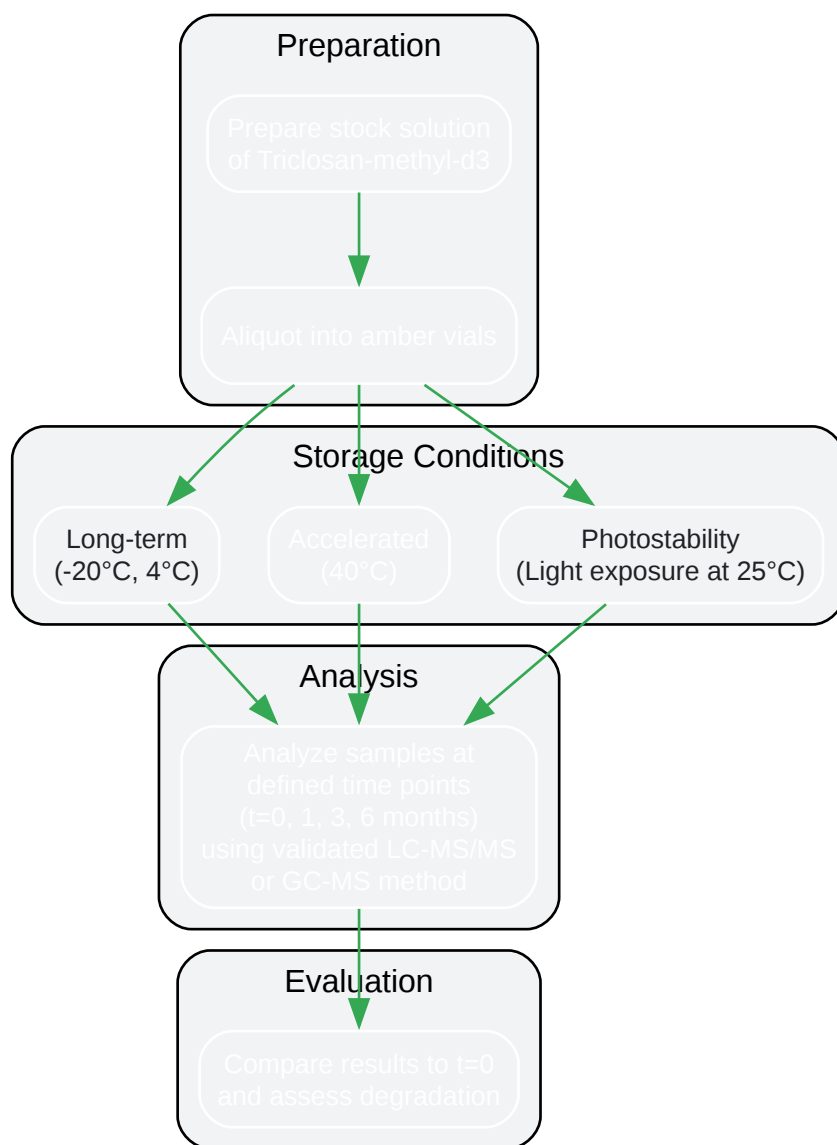 Preparation
Prepare stock solution
of Triclosan-methyl-d3
Aliquot into amber vials
Storage Conditions
Long-term
(-20°C, 4°C)
Accelerated
(40°C)
Photostability
(Light exposure at 25°C)
Analysis
Analyze samples at
defined time points
(t=0, 1, 3, 6 months)
using validated LC-MS/MS
or GC-MS method
Evaluation
Compare results to t=0
and assess degradation